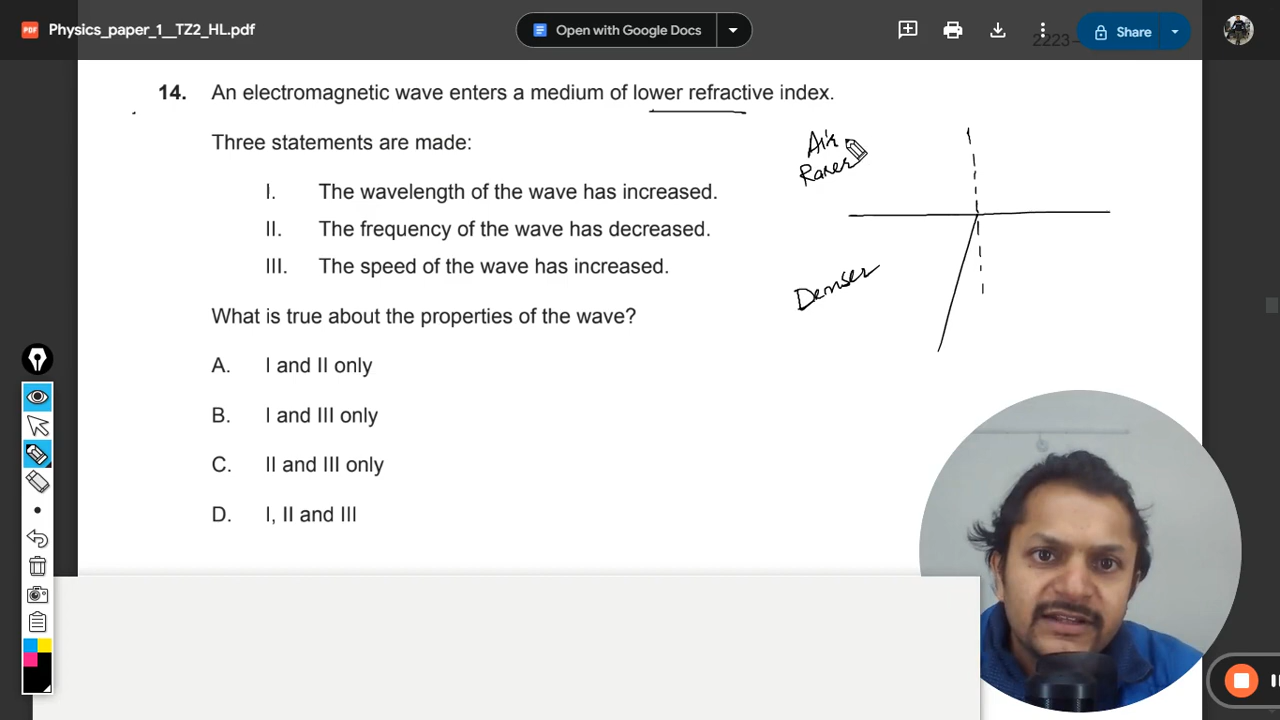 Physics_paper_1__TZ2_HL.pdf
Open with Google Docs
Share
PDF
2223
14. An electromagnetic wave enters a medium of lower refractive index.
Three statements are made:
I. The wavelength of the wave has increased.
II. The frequency of the wave has decreased.
III. The speed of the wave has increased.
What is true about the properties of the wave?
A. I and II only
B. I and III only
C. II and III only
D. I, II and III
Air
Rarer
Denser